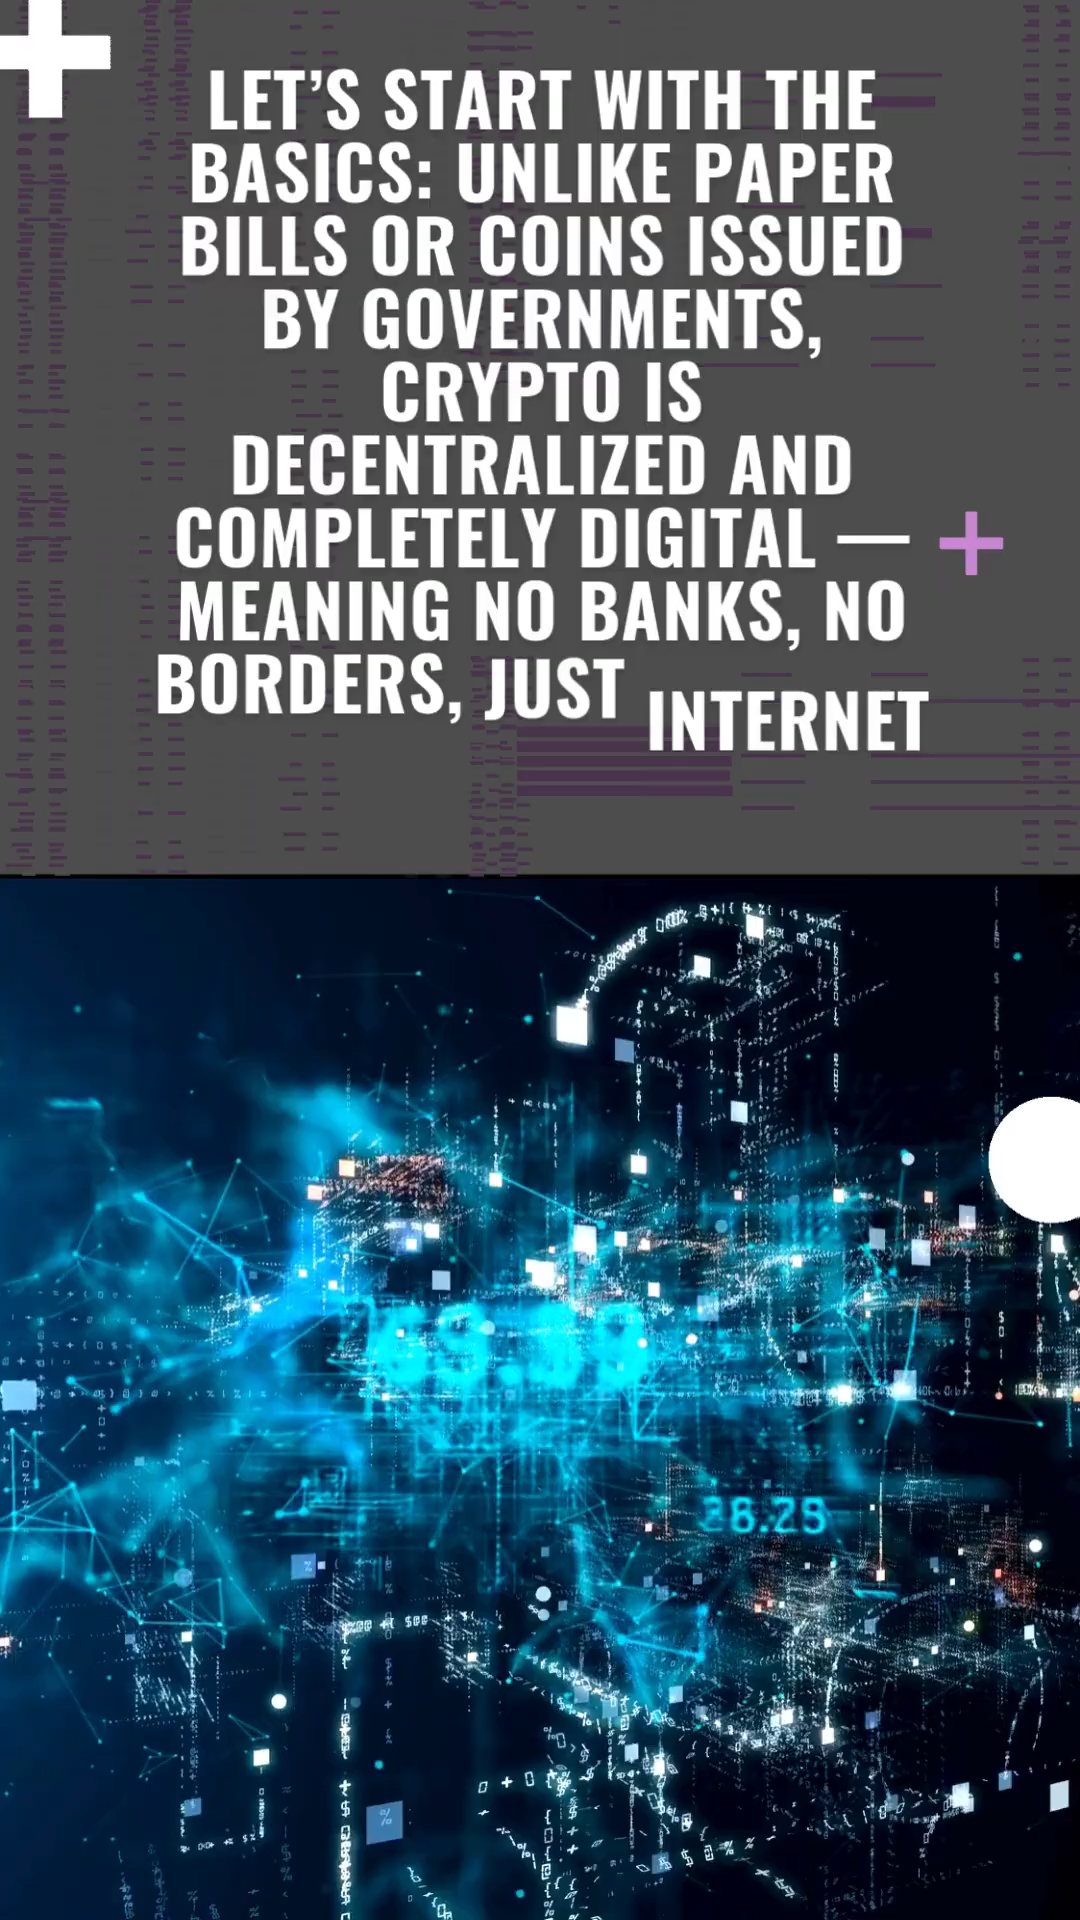 LET’S START WITH THE
BASICS: UNLIKE PAPER
BILLS OR COINS ISSUED
BY GOVERNMENTS,
CRYPTO IS
DECENTRALIZED AND
COMPLETELY DIGITAL —
MEANING NO BANKS, NO
BORDERS, JUST INTERNET